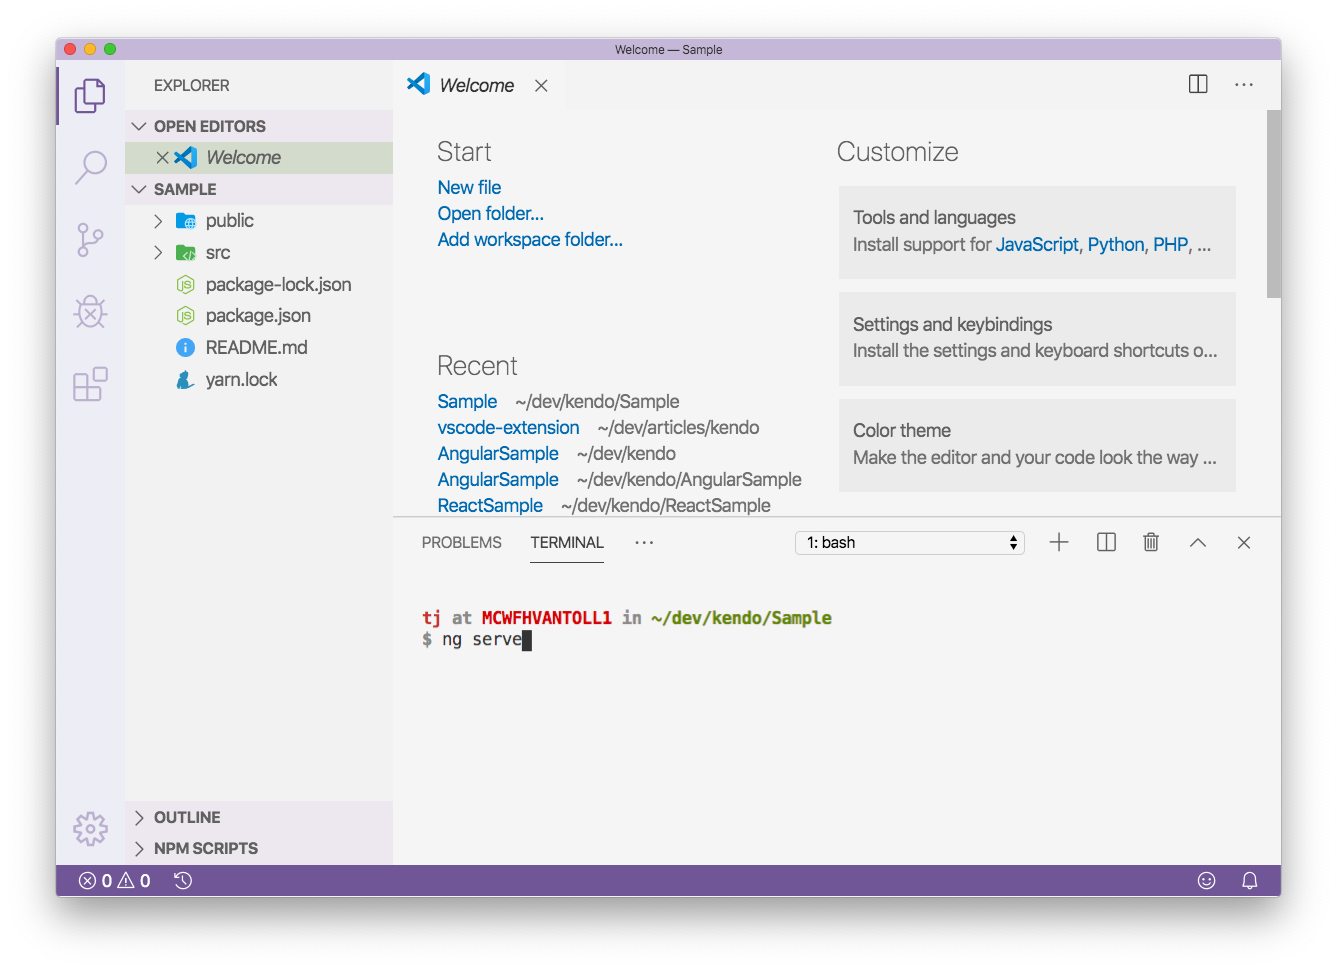 Welcome — Sample
EXPLORER
OPEN EDITORS
Welcome
SAMPLE
public
src
package-lock.json
package.json
README.md
yarn.lock
OUTLINE
NPM SCRIPTS
Welcome
Start
New file
Open folder...
Add workspace folder...
Recent
Sample ~/dev/kendo/Sample
vscode-extension ~/dev/articles/kendo
AngularSample ~/dev/kendo
AngularSample ~/dev/kendo/AngularSample
ReactSample ~/dev/kendo/ReactSample
Customize
Tools and languages
Install support for JavaScript, Python, PHP, ...
Settings and keybindings
Install the settings and keyboard shortcuts o...
Color theme
Make the editor and your code look the way ...
PROBLEMS TERMINAL ... 1: bash
tj at MCWFHVANTOLL1 in ~/dev/kendo/Sample
$ ng serve
0 0